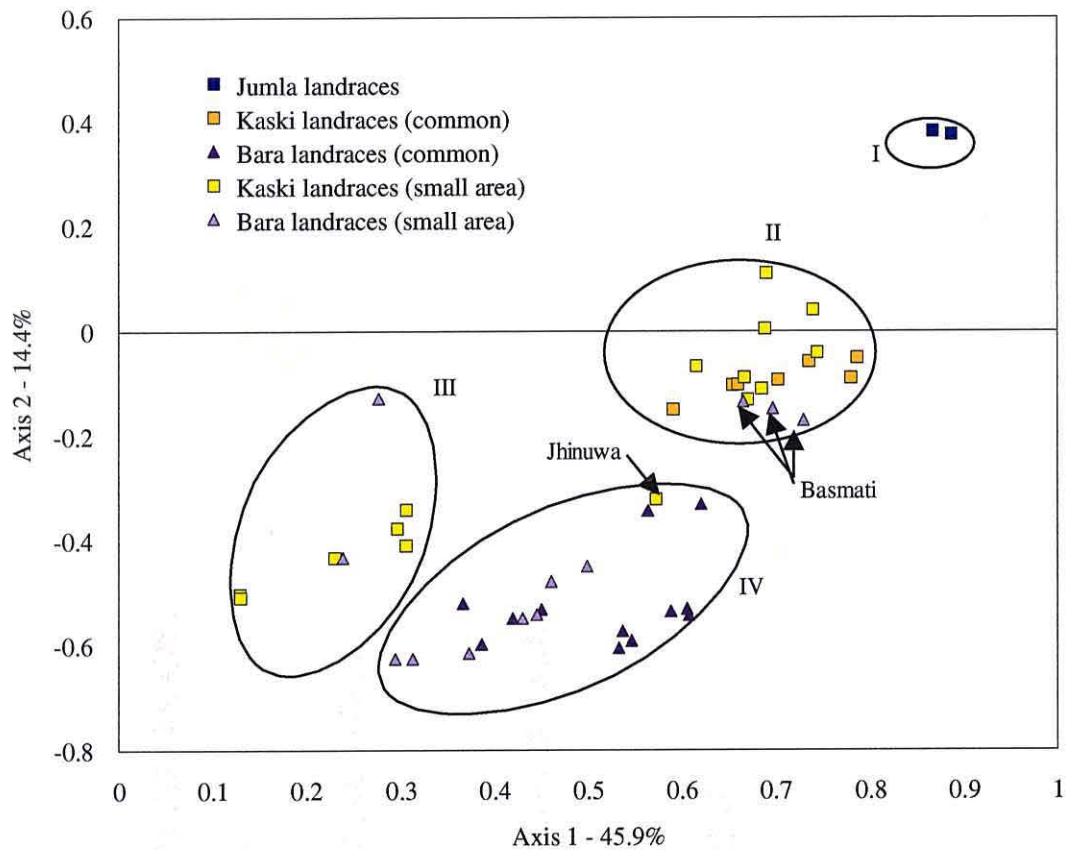 0.6
0.4
0.2
0
-0.2
-0.4
-0.6
-0.8
Axis 2 - 14.4%
Jumla landraces
Kaski landraces (common)
Bara landraces (common)
Kaski landraces (small area)
Bara landraces (small area)
I
II
III
Jhinuwa
Basmati
IV
0 0.1 0.2 0.3 0.4 0.5 0.6 0.7 0.8 0.9 1
Axis 1 - 45.9%